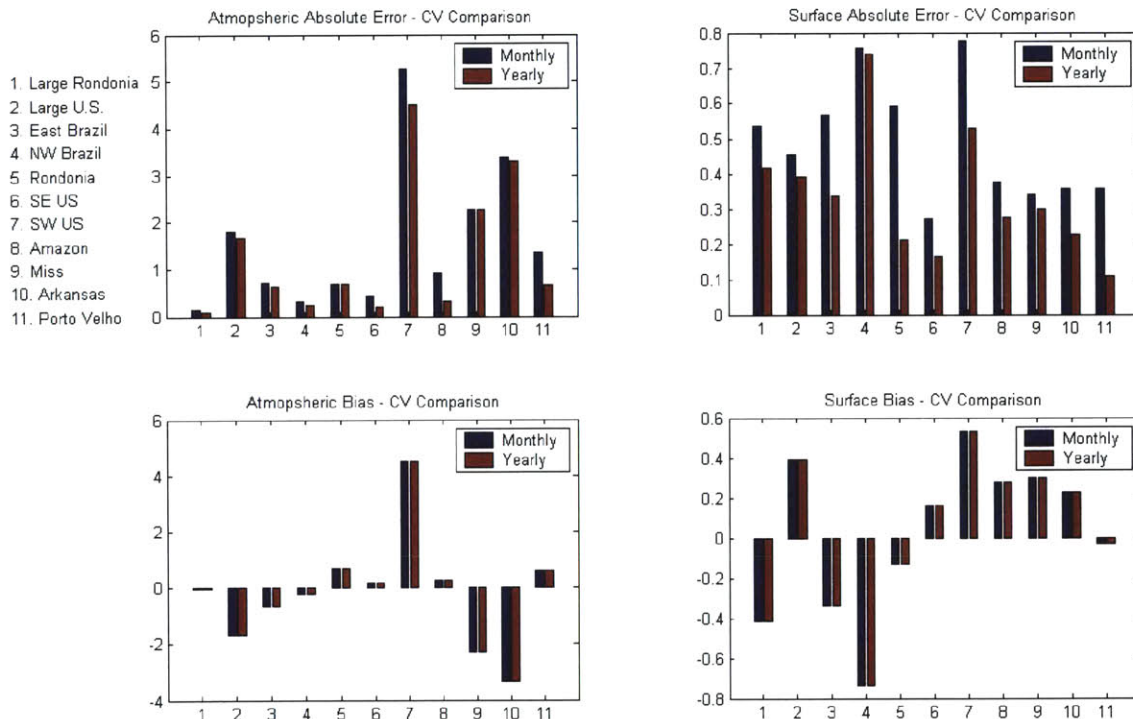 Atmopsheric Absolute Error - CV Comparison
6
5
4
3
2
1
0
Monthly
Yearly
1 2 3 4 5 6 7 8 9 10 11
1. Large Rondonia
2. Large U.S.
3. East Brazil
4. NW Brazil
5. Rondonia
6. SE US
7. SW US
8. Amazon
9. Miss
10. Arkansas
11. Porto Velho
Surface Absolute Error - CV Comparison
0.8
0.7
0.6
0.5
0.4
0.3
0.2
0.1
0
Monthly
Yearly
1 2 3 4 5 6 7 8 9 10 11
Atmopsheric Bias - CV Comparison
6
4
2
0
-2
-4
Monthly
Yearly
1 2 3 4 5 6 7 8 9 10 11
Surface Bias - CV Comparison
0.6
0.4
0.2
0
-0.2
-0.4
-0.6
-0.8
Monthly
Yearly
1 2 3 4 5 6 7 8 9 10 11